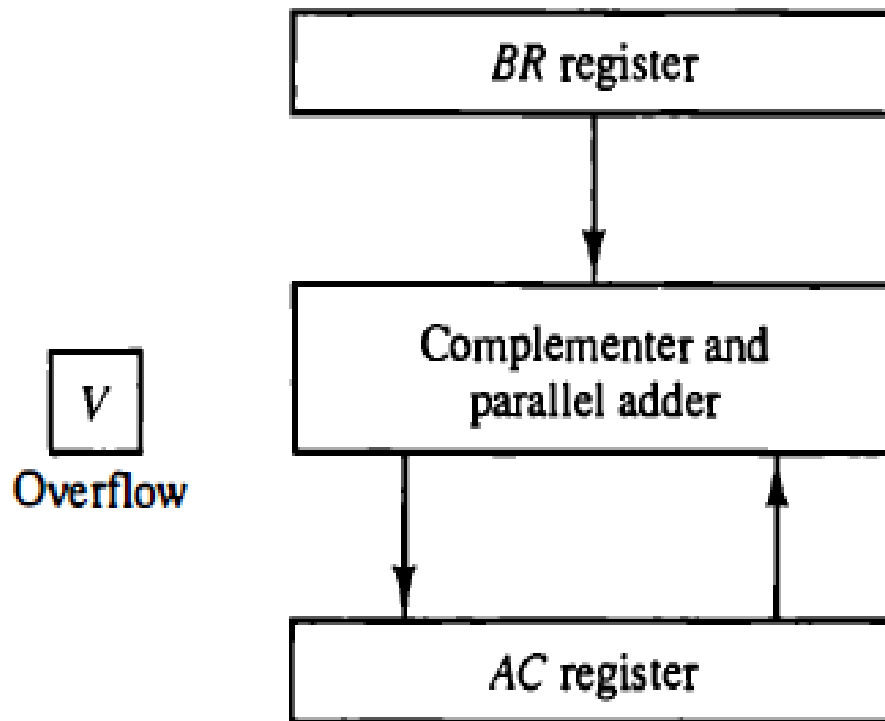 BR register
Complementer and
parallel adder
V
Overflow
AC register